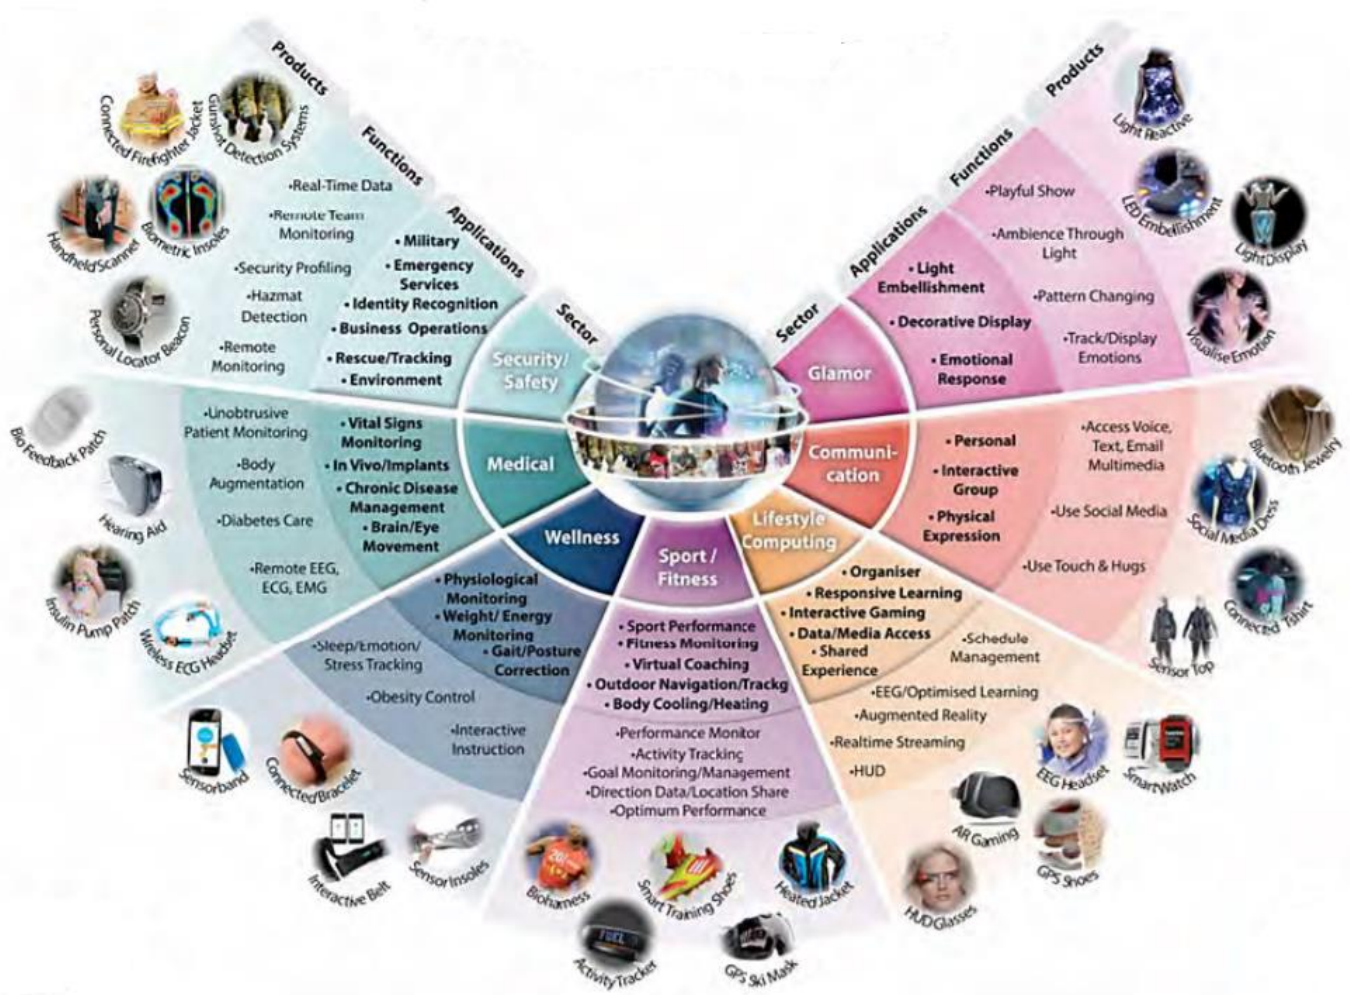 Products
Functions
Applications
Sector
Security/
Safety
• Military
• Emergency
Services
• Identity Recognition
• Business Operations
• Rescue/Tracking
• Environment
•Real-Time Data
•Remote Team
Monitoring
•Security Profiling
•Hazmat
Detection
•Remote
Monitoring
Connected Firefighter Jacket
Gunshot Detection Systems
Handheld Scanner
Biometric Insoles
Personal Locator Beacon
Medical
• Vital Signs
Monitoring
• In Vivo/Implants
• Chronic Disease
Management
• Brain/Eye
Movement
•Unobtrusive
Patient Monitoring
•Body
Augmentation
•Diabetes Care
•Remote EEG,
ECG, EMG
Bio Feedback Patch
Hearing Aid
Insulin Pump Patch
Wireless ECG Headset
Wellness
• Physiological
Monitoring
• Weight/ Energy
Monitoring
• Gait/Posture
Correction
•Sleep/Emotion/
Stress Tracking
•Obesity Control
•Interactive
Instruction
Sensorband
Connected Bracelet
Interactive Belt
Sensor Insoles
Sport /
Fitness
• Sport Performance
• Fitness Monitoring
• Virtual Coaching
• Outdoor Navigation/Trackg
• Body Cooling/Heating
•Performance Monitor
•Activity Tracking
•Goal Monitoring/Management
•Direction Data/Location Share
•Optimum Performance
Bioharness
Smart Training Shoes
Heated Jacket
Activity Tracker
FUEL
GPS Ski Mask
Lifestyle
Computing
• Organiser
• Responsive Learning
• Interactive Gaming
• Data/Media Access
• Shared
Experience
•Schedule
Management
•EEG/Optimised Learning
•Augmented Reality
•Realtime Streaming
•HUD
EEG Headset
SmartWatch
AR Gaming
GPS Shoes
HUD Glasses
Communi-
cation
• Personal
• Interactive
Group
• Physical
Expression
•Access Voice,
Text, Email
Multimedia
•Use Social Media
•Use Touch & Hugs
Bluetooth Jewelry
Social Media Dress
Connected Tshirt
Sensor Top
Glamor
• Light
Embellishment
• Decorative Display
• Emotional
Response
•Playful Show
•Ambience Through
Light
•Pattern Changing
•Track/Display
Emotions
Light Reactive
LED Embellishment
Light Display
Visualise Emotion
Sector
Applications
Functions
Products